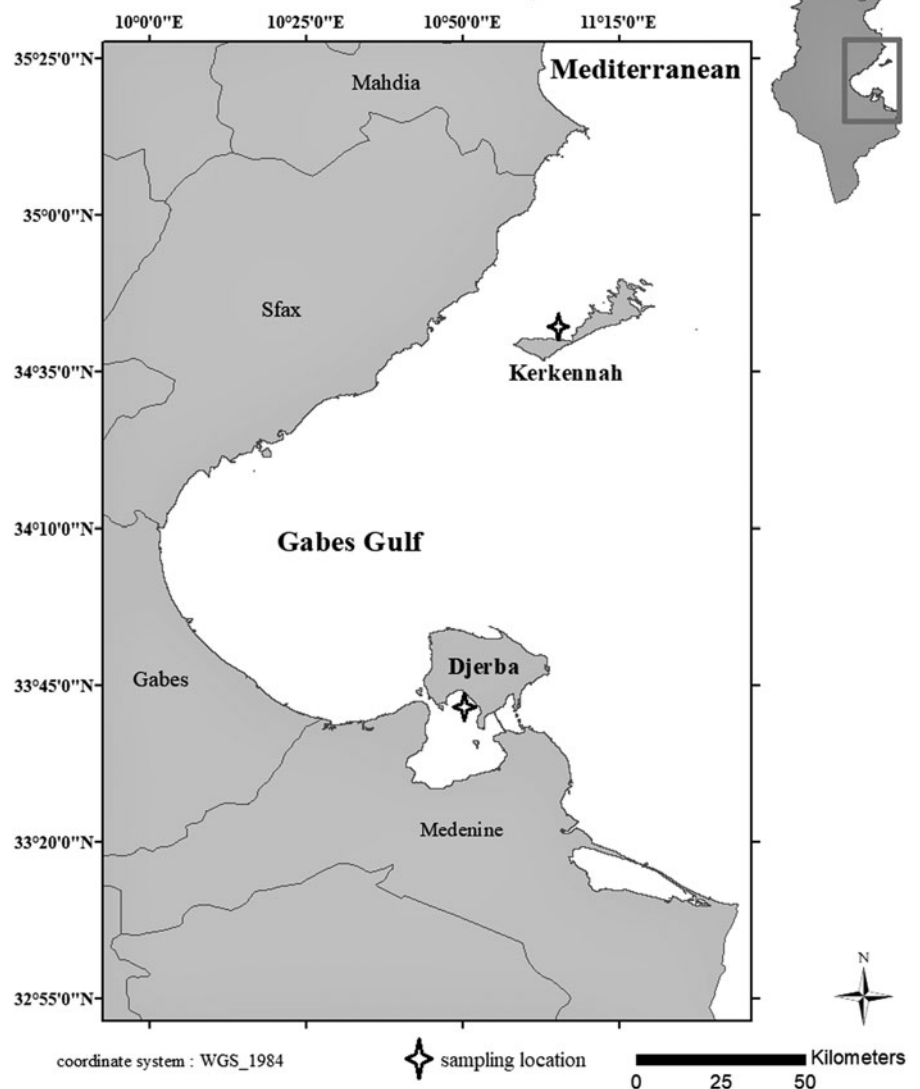 10°0'0"E 10°25'0"E 10°50'0"E 11°15'0"E
35°25'0"N
Mediterranean
Mahdia
35°0'0"N
Sfax
34°35'0"N
Kerkennah
34°10'0"N
Gabes Gulf
Djerba
33°45'0"N
Gabes
Medenine
33°20'0"N
N
32°55'0"N
coordinate system : WGS_1984
sampling location
Kilometers
0 25 50